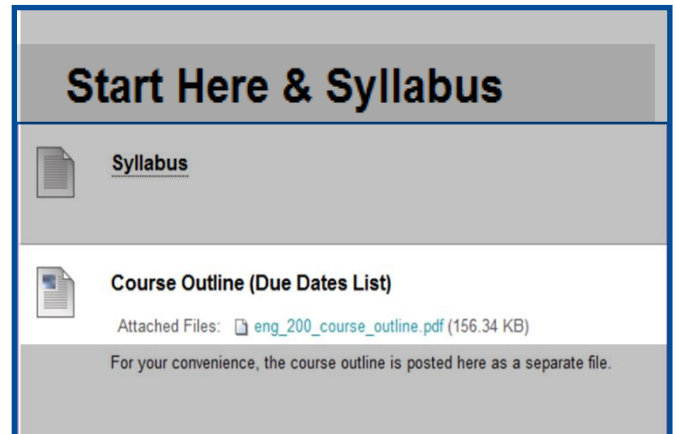 Start Here & Syllabus
Syllabus
Course Outline (Due Dates List)
Attached Files: eng_200_course_outline.pdf (156.34 KB)
For your convenience, the course outline is posted here as a separate file.